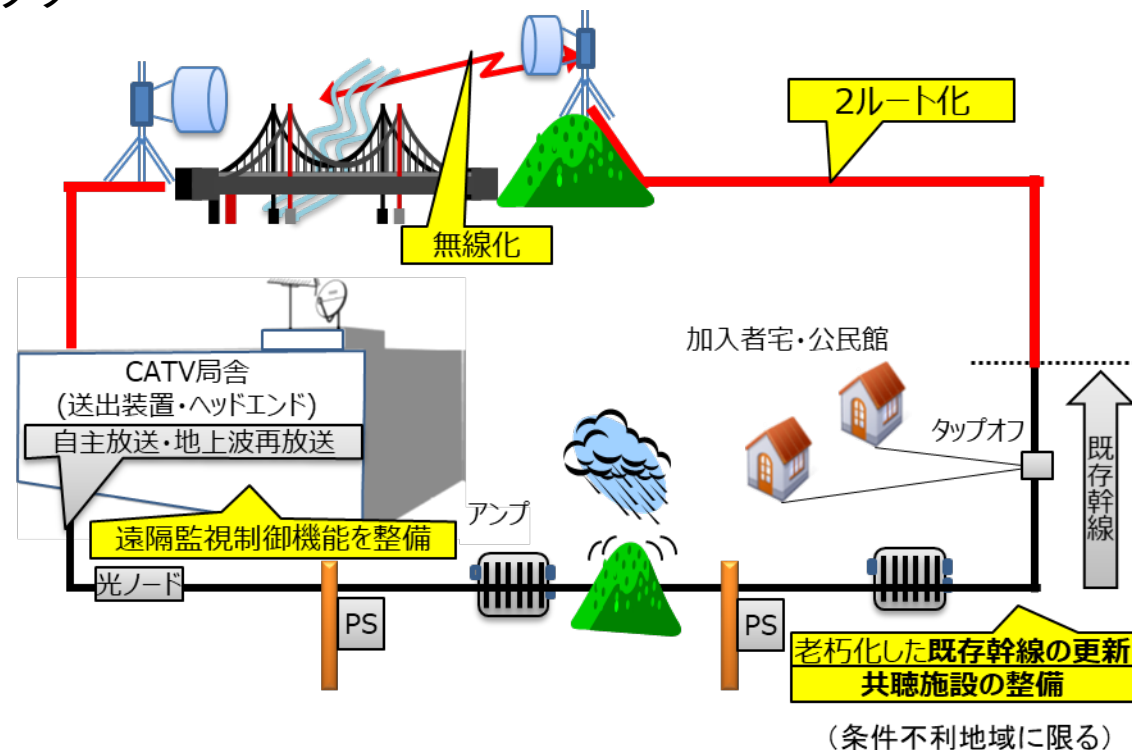 2ルート化
無線化
CATV局舎
(送出装置・ヘッドエンド)
自主放送・地上波再放送
遠隔監視制御機能を整備
加入者宅・公民館
タップオフ
既存幹線
アンプ
光ノード
PS
PS
老朽化した既存幹線の更新
共聴施設の整備
（条件不利地域に限る）